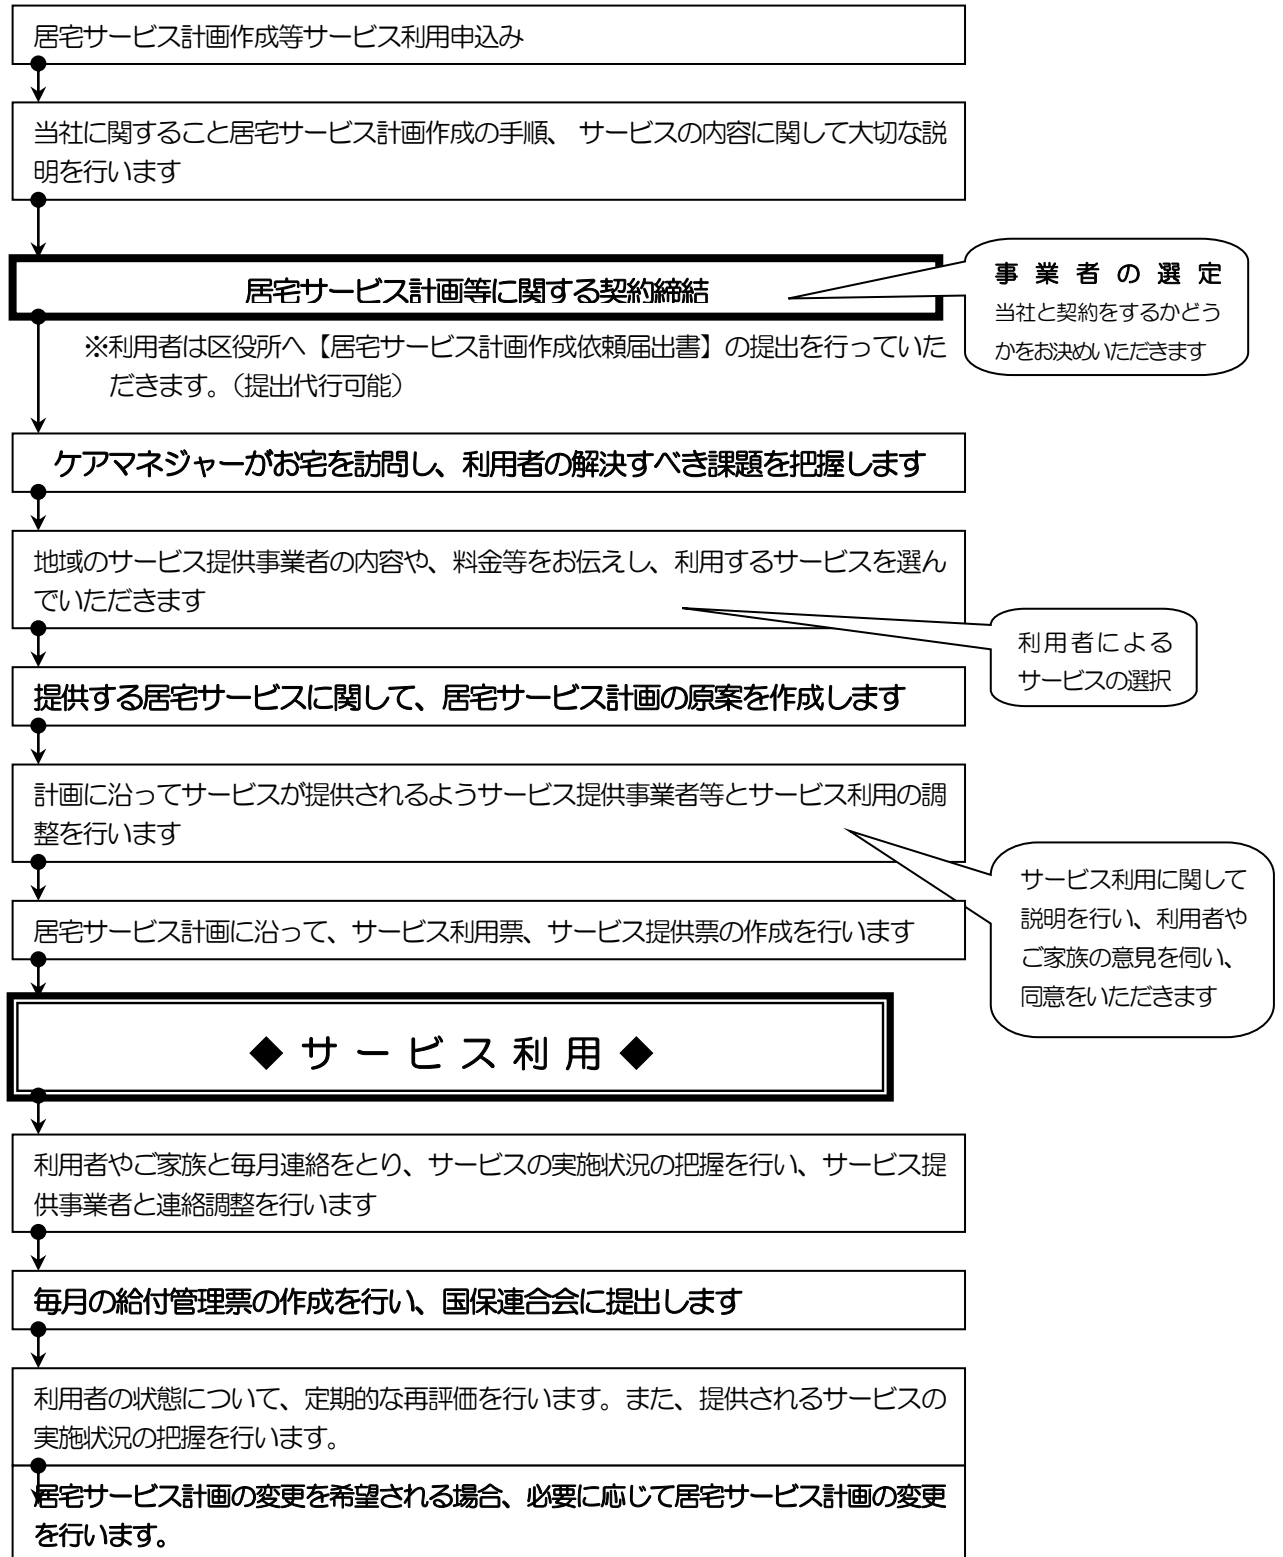 居宅サービス計画作成等サービス利用申込み
当社に関すること居宅サービス計画作成の手順、 サービスの内容に関して大切な説
明を行います
居宅サービス計画等に関する契約締結
事業者の選定
当社と契約をするかどう
かをお決めいただきます
※利用者は区役所へ【居宅サービス計画作成依頼届出書】の提出を行っていた
だきます。（提出代行可能）
ケアマネジャーがお宅を訪問し、利用者の解決すべき課題を把握します
地域のサービス提供事業者の内容や、料金等をお伝えし、利用するサービスを選ん
でいただきます
利用者による
サービスの選択
提供する居宅サービスに関して、居宅サービス計画の原案を作成します
計画に沿ってサービスが提供されるようサービス提供事業者等とサービス利用の調
整を行います
サービス利用に関して
説明を行い、利用者や
ご家族の意見を伺い、
同意をいただきます
居宅サービス計画に沿って、サービス利用票、サービス提供票の作成を行います
◆サービス利用◆
利用者やご家族と毎月連絡をとり、サービスの実施状況の把握を行い、サービス提
供事業者と連絡調整を行います
毎月の給付管理票の作成を行い、国保連合会に提出します
利用者の状態について、定期的な再評価を行います。また、提供されるサービスの
実施状況の把握を行います。
居宅サービス計画の変更を希望される場合、必要に応じて居宅サービス計画の変更
を行います。